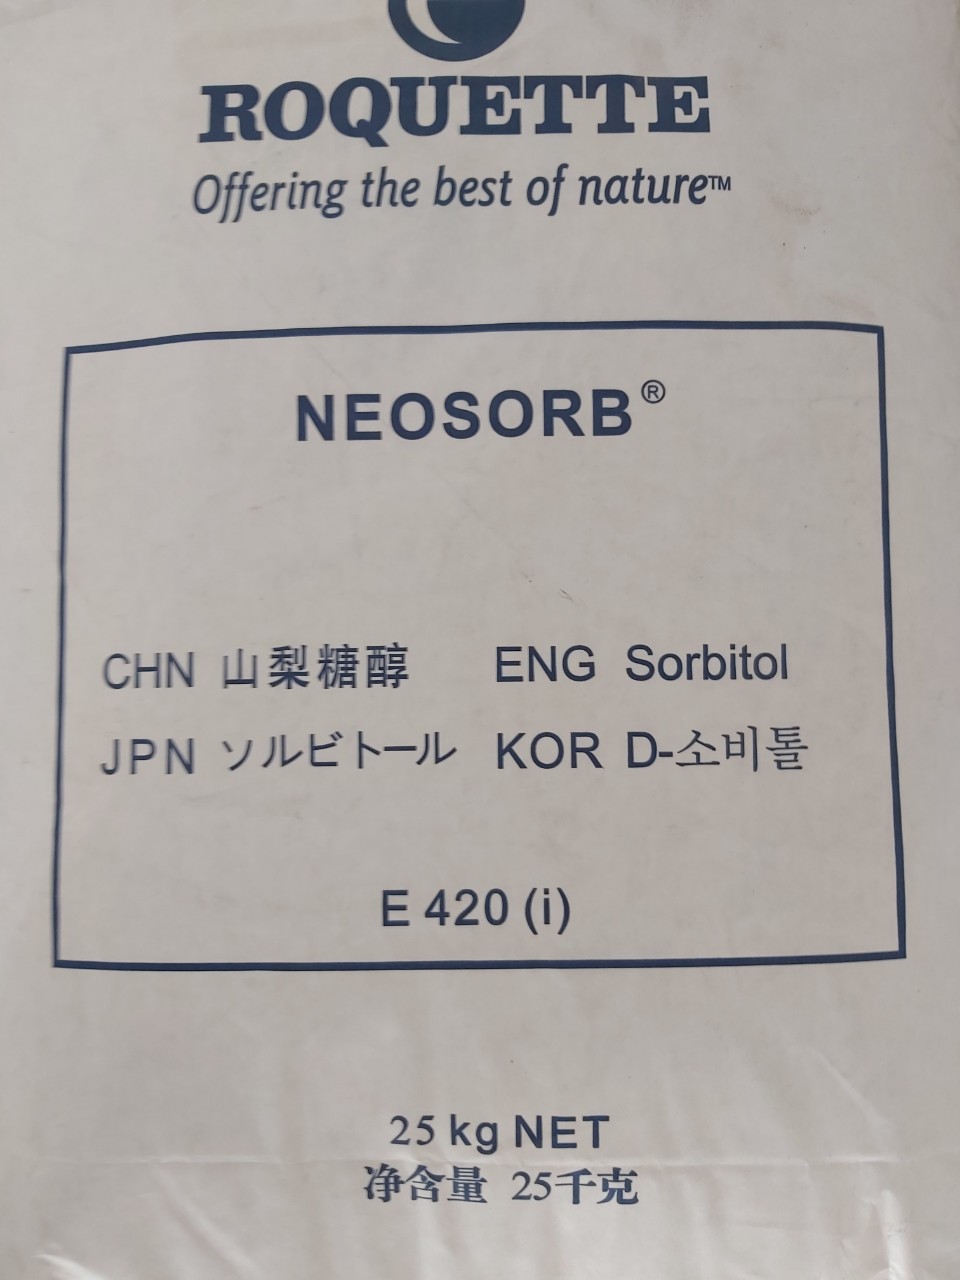 ROQUETTE
Offering the best of nature™
NEOSORB®
CHN 山梨糖醇 ENG Sorbitol
JPN ソルビトール KOR D-소비톨
E 420 (i)
25 kg NET
净含量 25千克